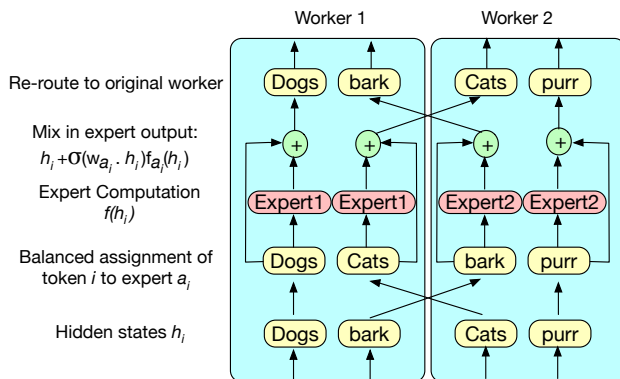 Worker 1 Worker 2
Re-route to original worker Dogs bark Cats purr
Mix in expert output:
h_i+σ(w_{a_i} . h_i)f_{a_i}(h_i) + + + +
Expert Computation Expert1 Expert1 Expert2 Expert2
f(h_i)
Balanced assignment of Dogs Cats bark purr
token i to expert a_i
Hidden states h_i Dogs bark Cats purr